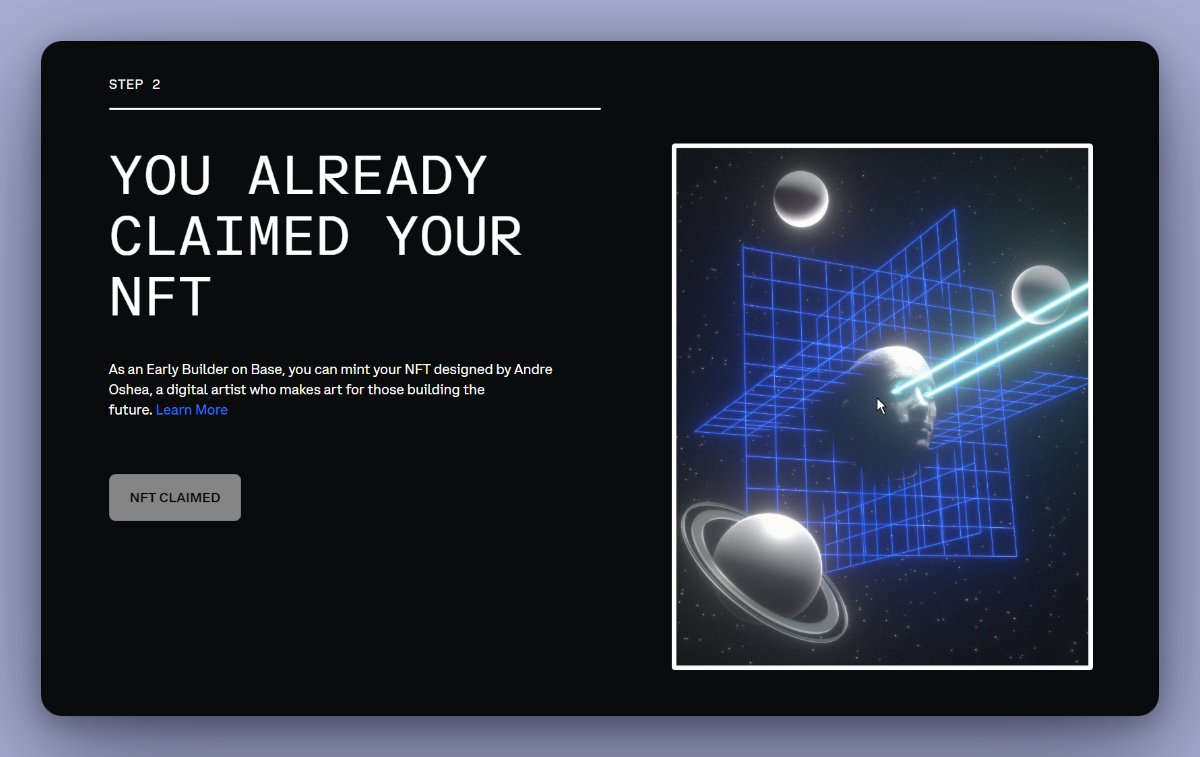 STEP 2
YOU ALREADY
CLAIMED YOUR
NFT
As an Early Builder on Base, you can mint your NFT designed by Andre
Oshea, a digital artist who makes art for those building the
future. Learn More
NFT CLAIMED